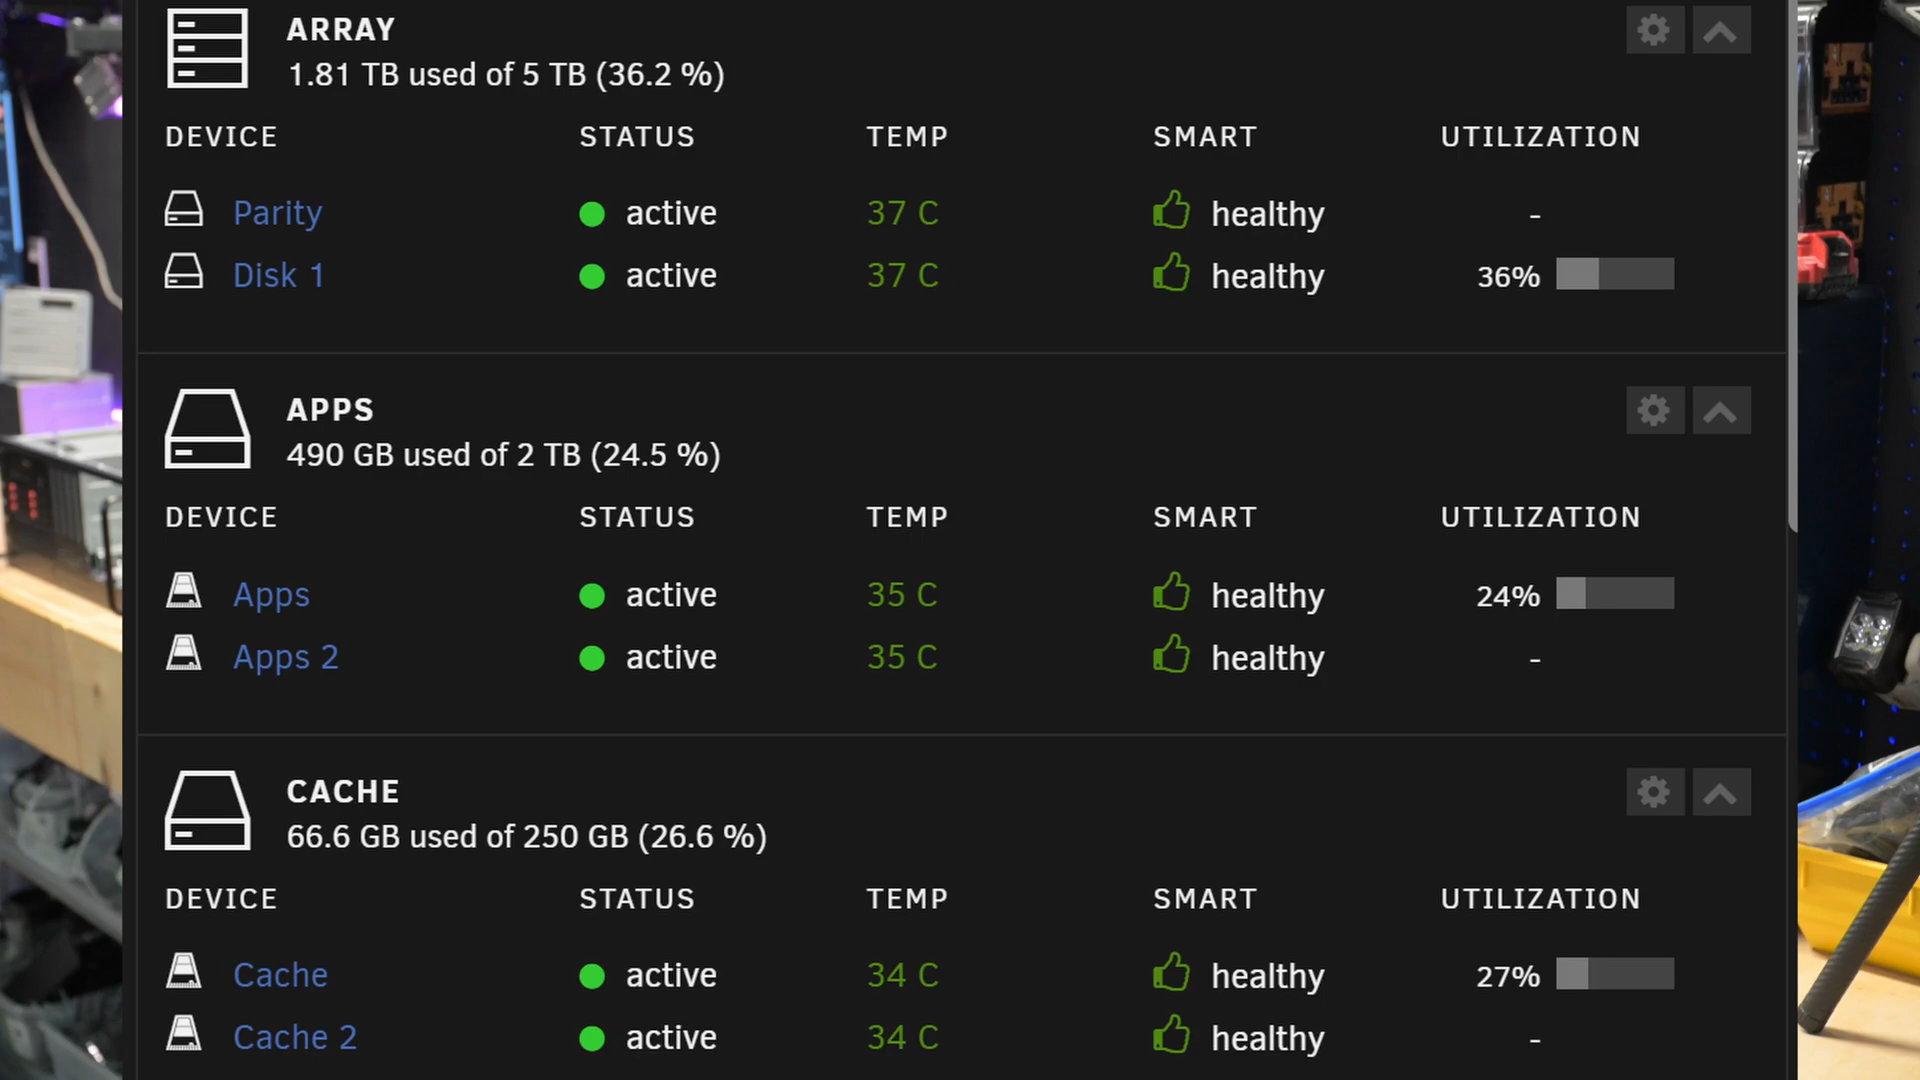 ARRAY
1.81 TB used of 5 TB (36.2 %)
DEVICE STATUS TEMP SMART UTILIZATION
Parity active 37 C healthy -
Disk 1 active 37 C healthy 36%
APPS
490 GB used of 2 TB (24.5 %)
DEVICE STATUS TEMP SMART UTILIZATION
Apps active 35 C healthy 24%
Apps 2 active 35 C healthy -
CACHE
66.6 GB used of 250 GB (26.6 %)
DEVICE STATUS TEMP SMART UTILIZATION
Cache active 34 C healthy 27%
Cache 2 active 34 C healthy -